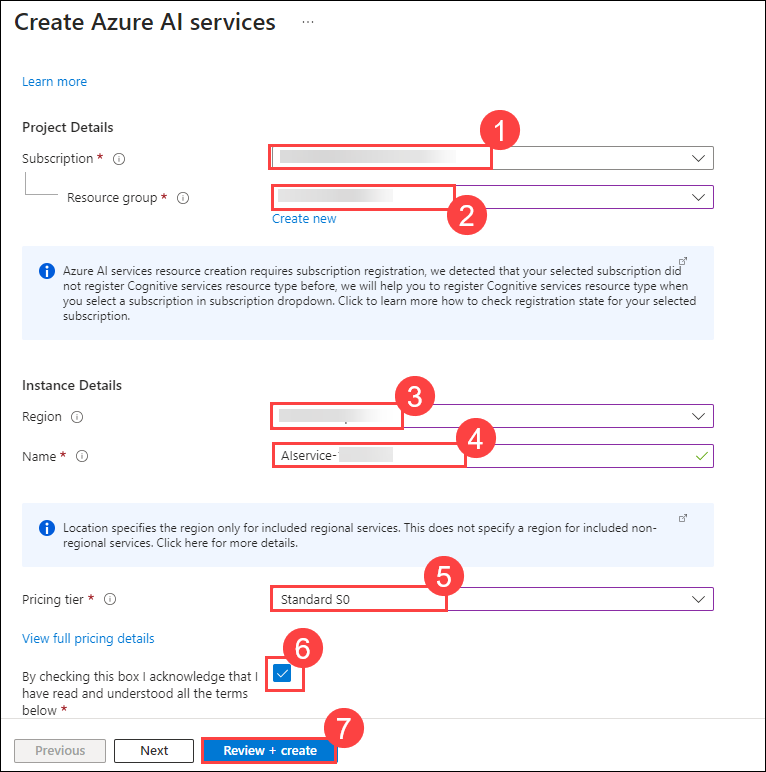 Create Azure AI services ...
Learn more
Project Details
1
Subscription *
Resource group *
2
Create new
Azure AI services resource creation requires subscription registration, we detected that your selected subscription did
not register Cognitive services resource type before, we will help you to register Cognitive services resource type when
you select a subscription in subscription dropdown. Click to learn more how to check registration state for your selected
subscription.
Instance Details
3
Region
4
Name * AIservice-
Location specifies the region only for included regional services. This does not specify a region for included non-
regional services. Click here for more details.
5
Pricing tier * Standard S0
View full pricing details
6
By checking this box I acknowledge that I
have read and understood all the terms
below *
7
Previous Next Review + create